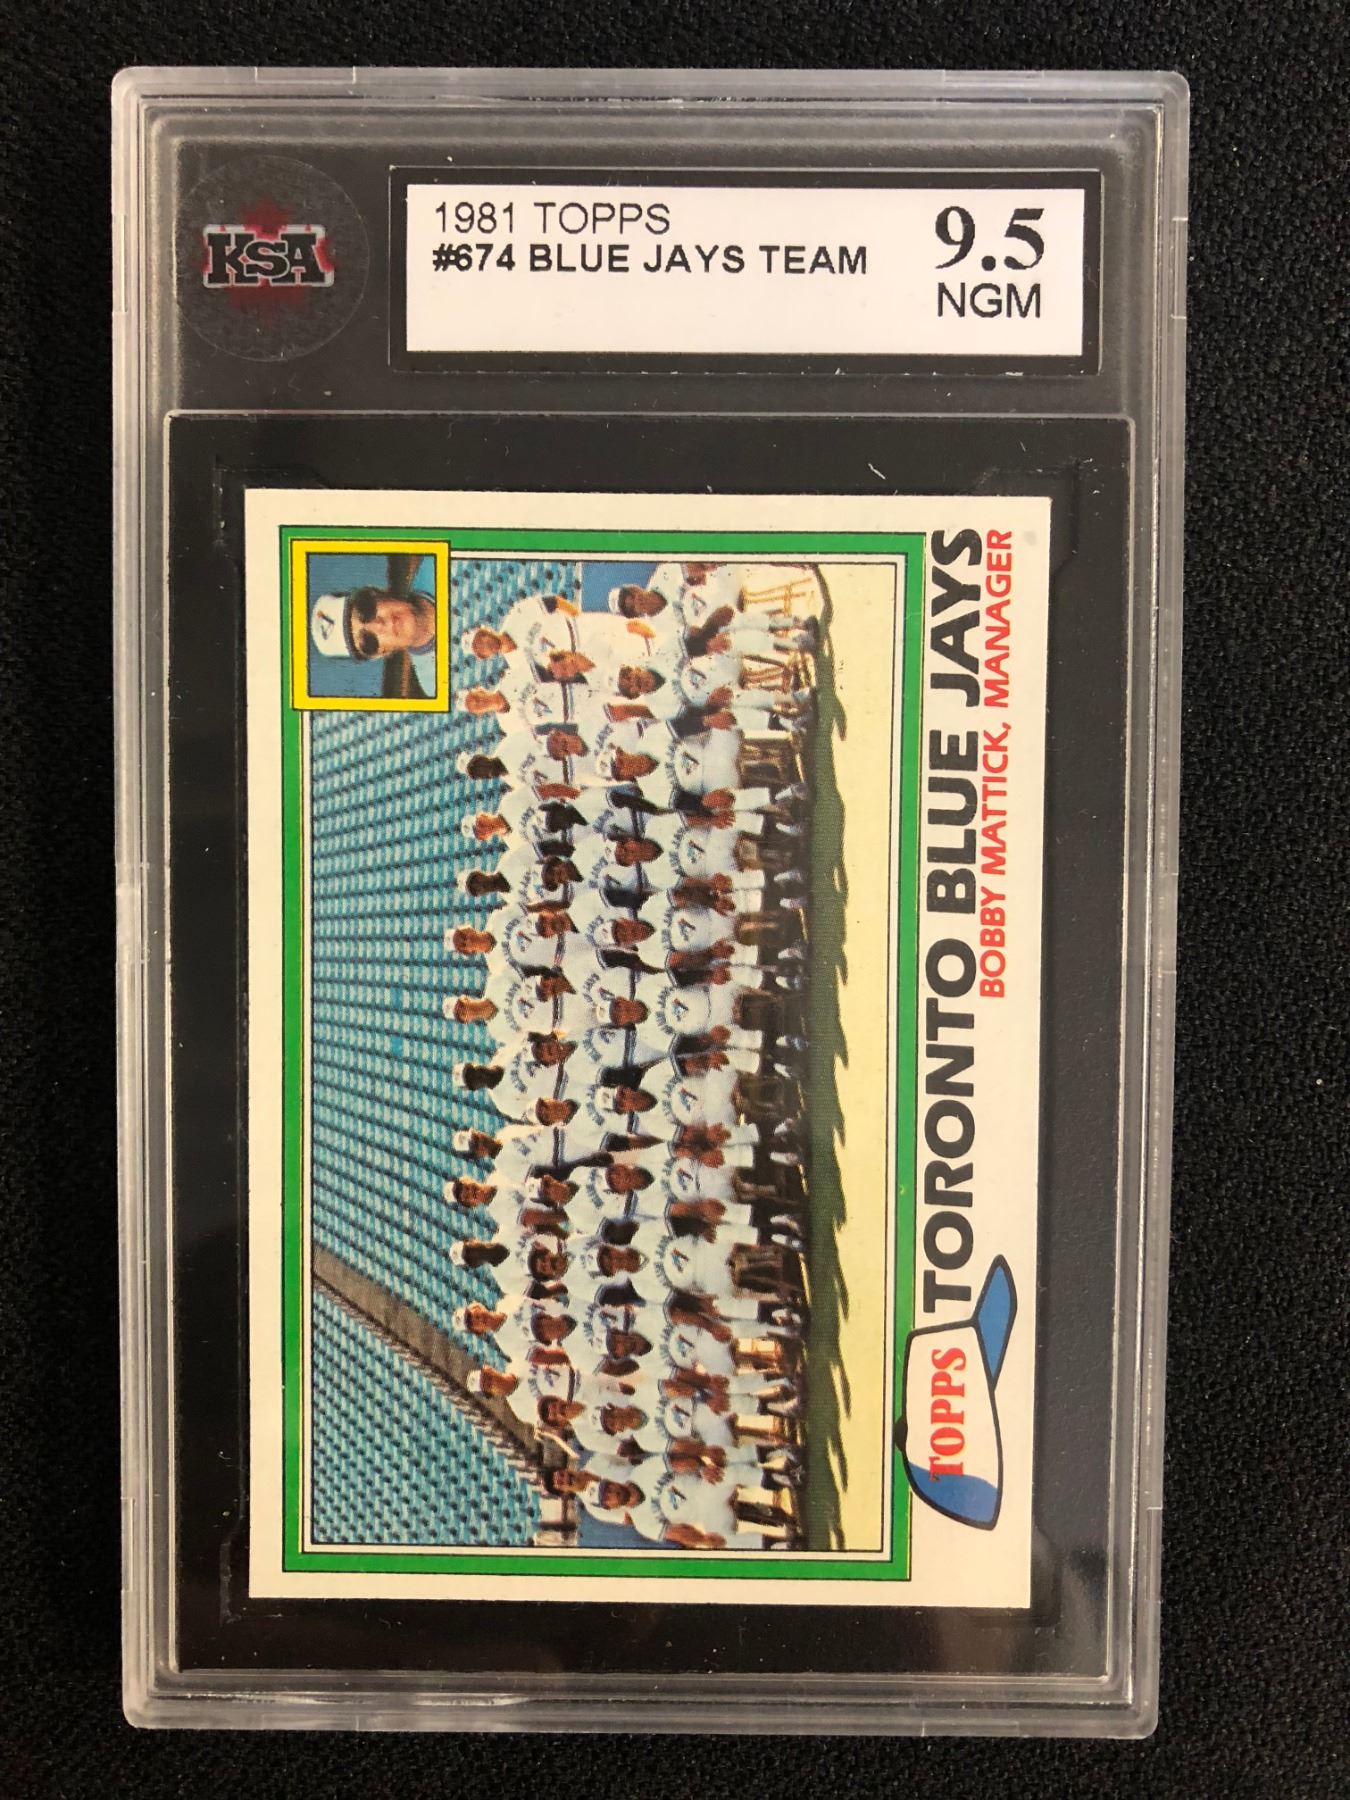 KSA
1981 TOPPS
#674 BLUE JAYS TEAM
9.5
NGM
TORONTO BLUE JAYS
BOBBY MATTICK, MANAGER
TOPPS